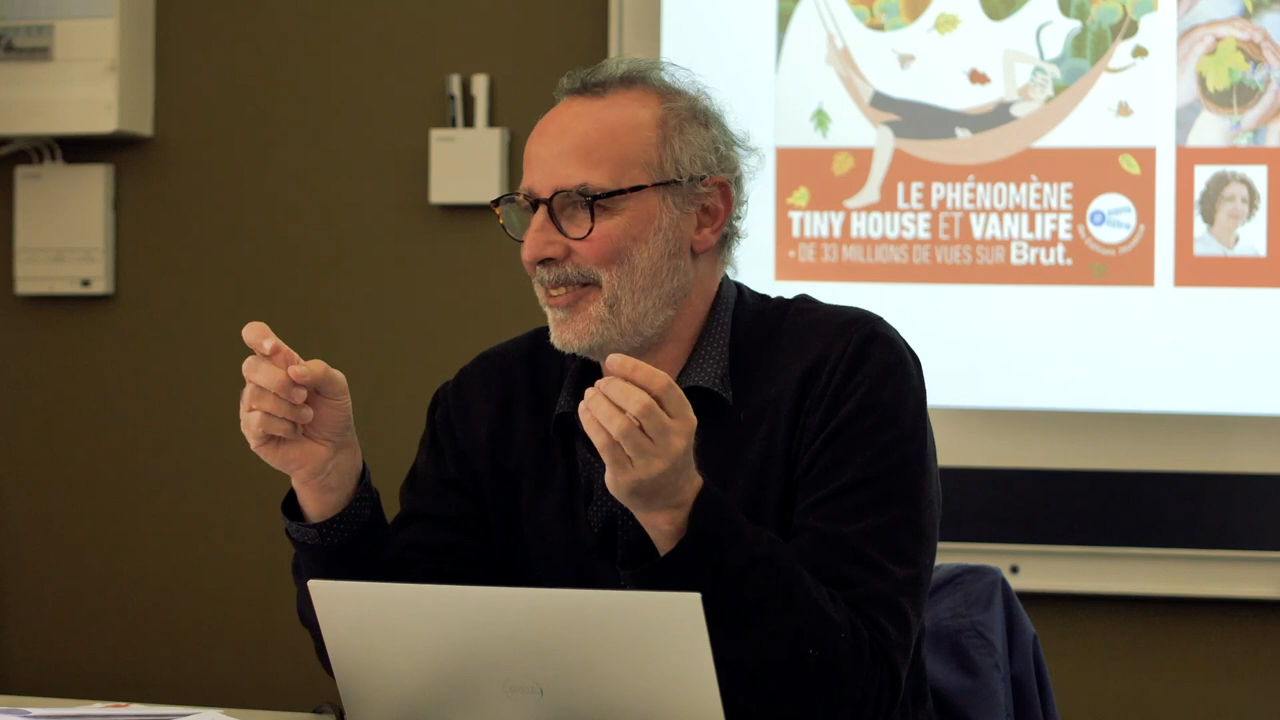 LE PHÉNOMÈNE
TINY HOUSE ET VANLIFE
+ DE 33 MILLIONS DE VUES SUR Brut.